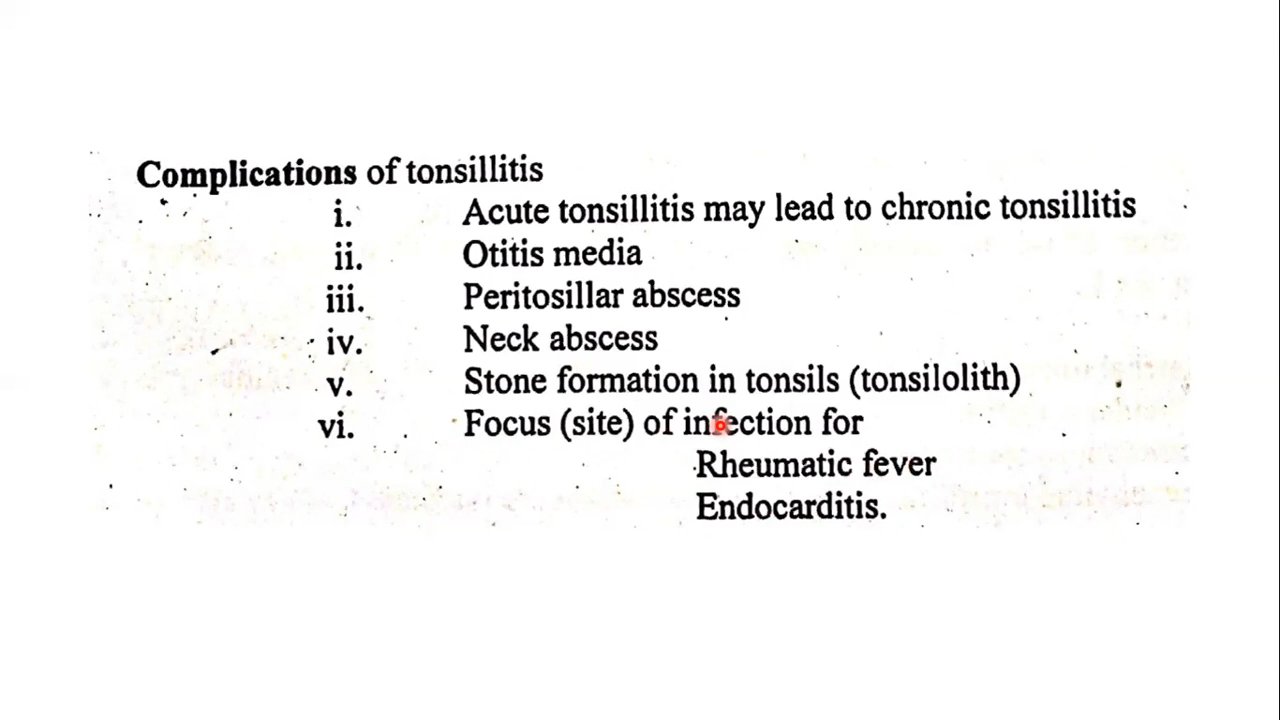 Complications of tonsillitis
i. Acute tonsillitis may lead to chronic tonsillitis
ii. Otitis media
iii. Peritosillar abscess
iv. Neck abscess
v. Stone formation in tonsils (tonsilolith)
vi. Focus (site) of infection for
Rheumatic fever
Endocarditis.